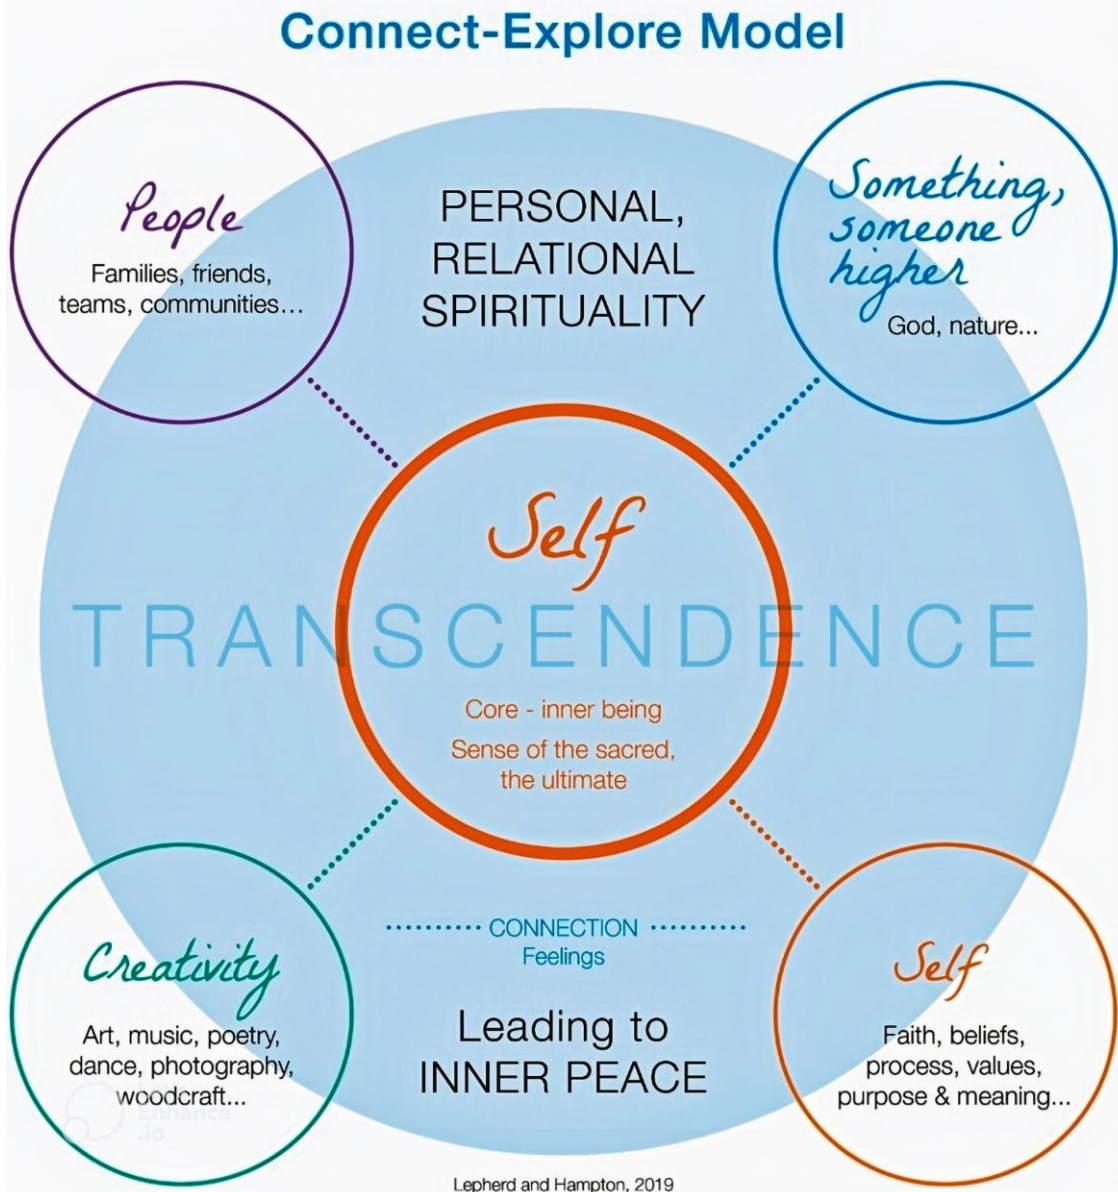 Connect-Explore Model
People
Families, friends,
teams, communities...
PERSONAL,
RELATIONAL
SPIRITUALITY
Something,
someone
higher
God, nature...
Self
TRANSCENDENCE
Core - inner being
Sense of the sacred,
the ultimate
Creativity
Art, music, poetry,
dance, photography,
woodcraft...
CONNECTION
Feelings
Leading to
INNER PEACE
Self
Faith, beliefs,
process, values,
purpose & meaning...
Enhance
.io
Lepherd and Hampton, 2019